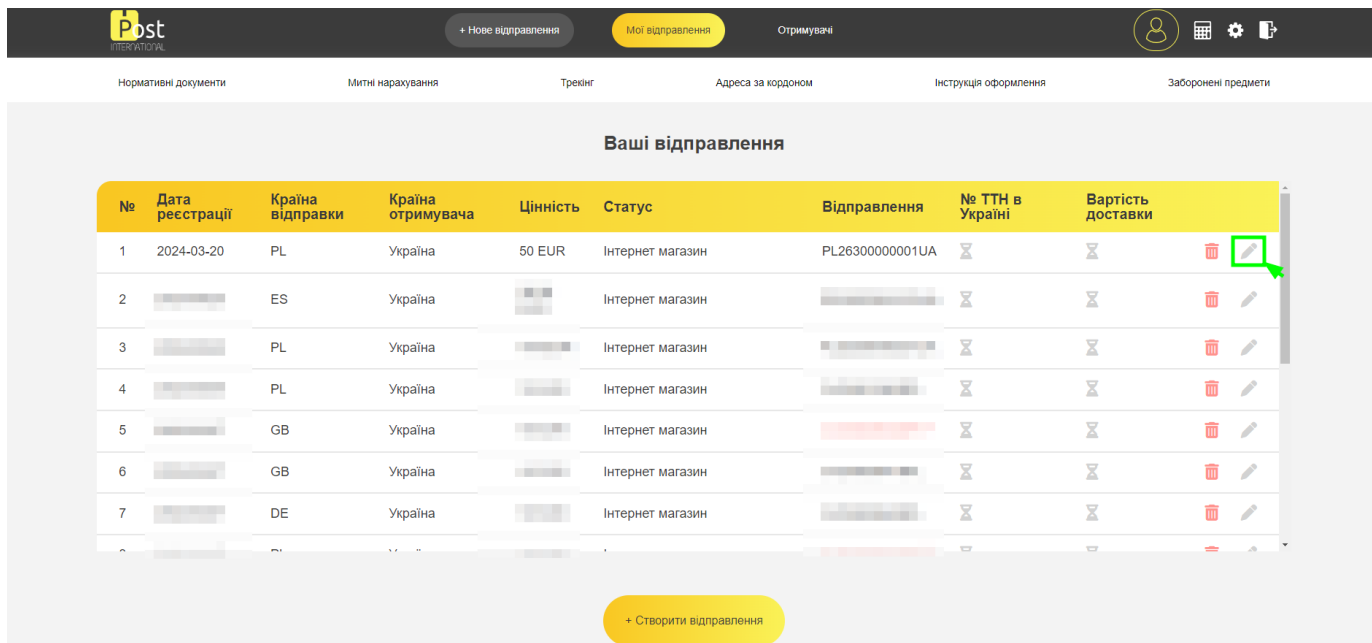 Post
INTERNATIONAL
+ Нове відправлення
Мої відправлення
Отримувачі
Нормативні документи
Митні нарахування
Трекінг
Адреса за кордоном
Інструкція оформлення
Заборонені предмети
Ваші відправлення
№ Дата реєстрації Країна відправки Країна отримувача Цінність Статус Відправлення № ТТН в Україні Вартість доставки
1 2024-03-20 PL Україна 50 EUR Інтернет магазин PL26300000001UA
2 ES Україна Інтернет магазин
3 PL Україна Інтернет магазин
4 PL Україна Інтернет магазин
5 GB Україна Інтернет магазин
6 GB Україна Інтернет магазин
7 DE Україна Інтернет магазин
+ Створити відправлення